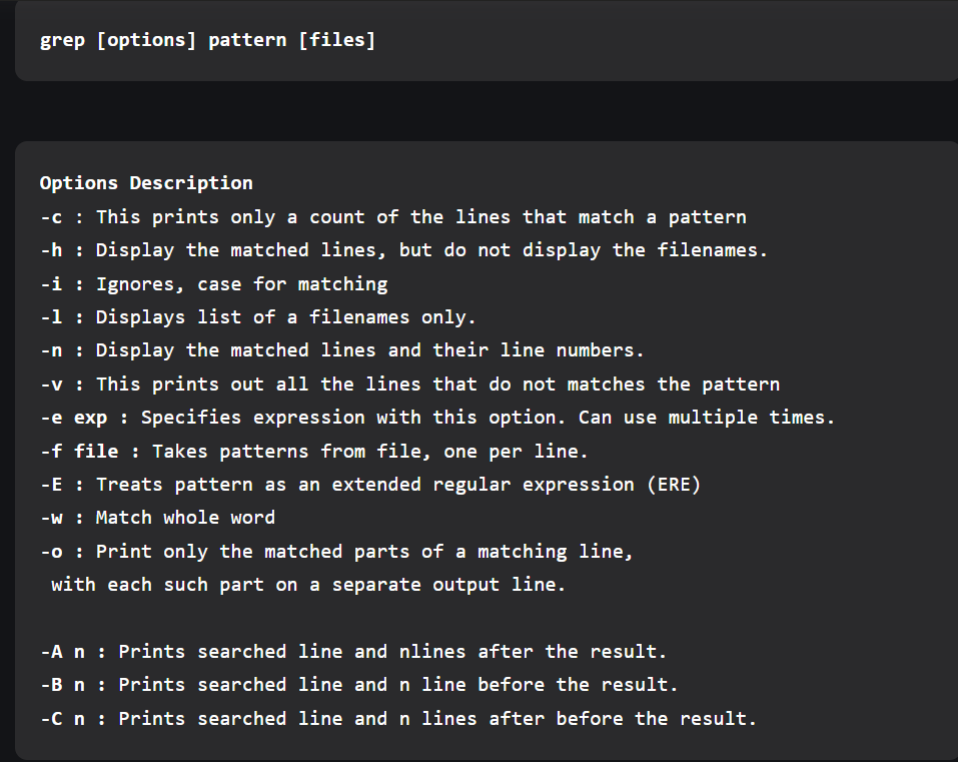 grep [options] pattern [files]
Options Description
-c : This prints only a count of the lines that match a pattern
-h : Display the matched lines, but do not display the filenames.
-i : Ignores, case for matching
-l : Displays list of a filenames only.
-n : Display the matched lines and their line numbers.
-v : This prints out all the lines that do not matches the pattern
-e exp : Specifies expression with this option. Can use multiple times.
-f file : Takes patterns from file, one per line.
-E : Treats pattern as an extended regular expression (ERE)
-w : Match whole word
-o : Print only the matched parts of a matching line,
with each such part on a separate output line.
-A n : Prints searched line and nlines after the result.
-B n : Prints searched line and n line before the result.
-C n : Prints searched line and n lines after before the result.